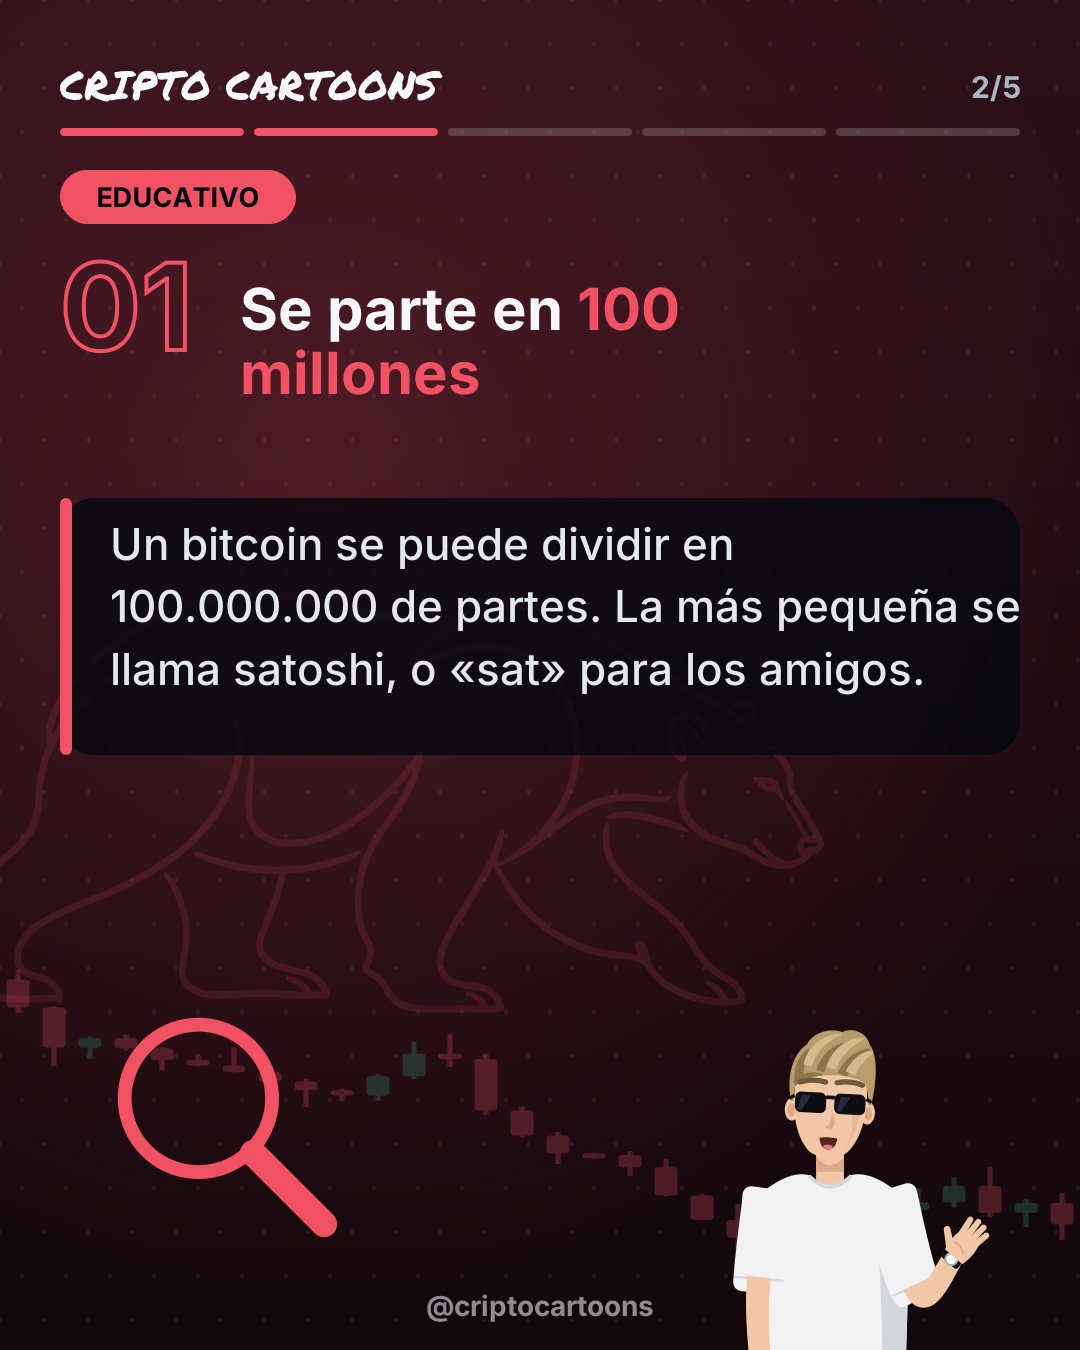 CRIPTO CARTOONS
2/5
EDUCATIVO
01
Se parte en 100
millones
Un bitcoin se puede dividir en
100.000.000 de partes. La más pequeña se
llama satoshi, o «sat» para los amigos.
@criptocartoons